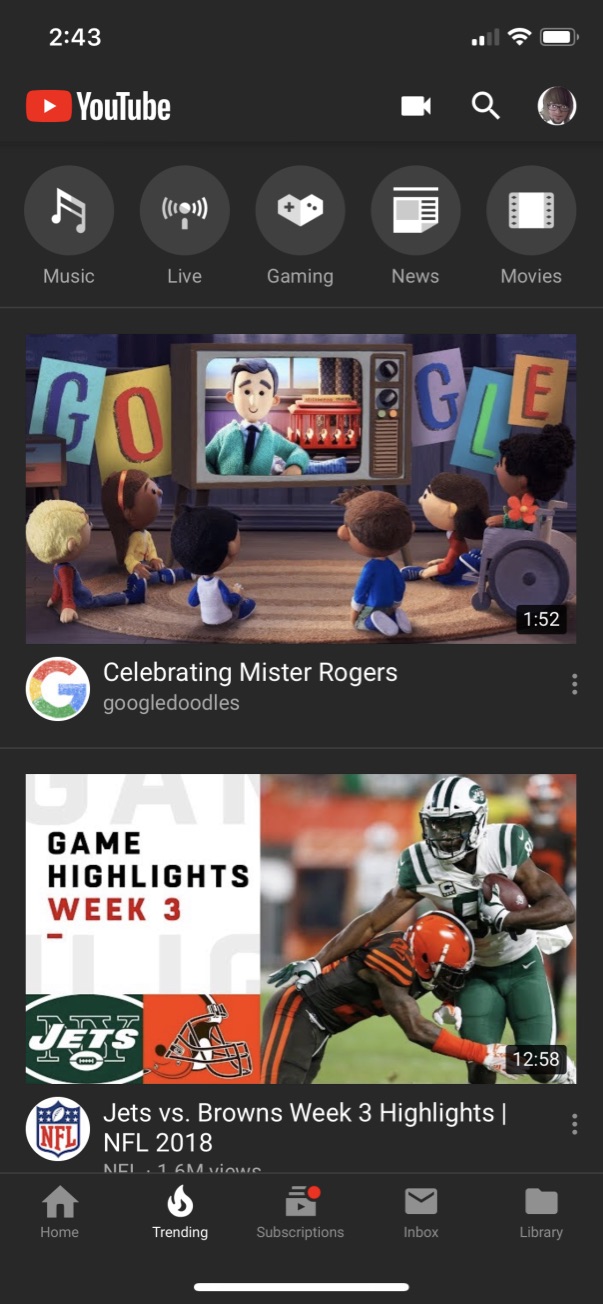 2:43
YouTube
Music
Live
Gaming
News
Movies
GO GLE
1:52
Celebrating Mister Rogers
googledoodles
GAME
HIGHLIGHTS
WEEK 3
JETS
12:58
Jets vs. Browns Week 3 Highlights |
NFL 2018
NFL · 1.6M views
Home
Trending
Subscriptions
Inbox
Library